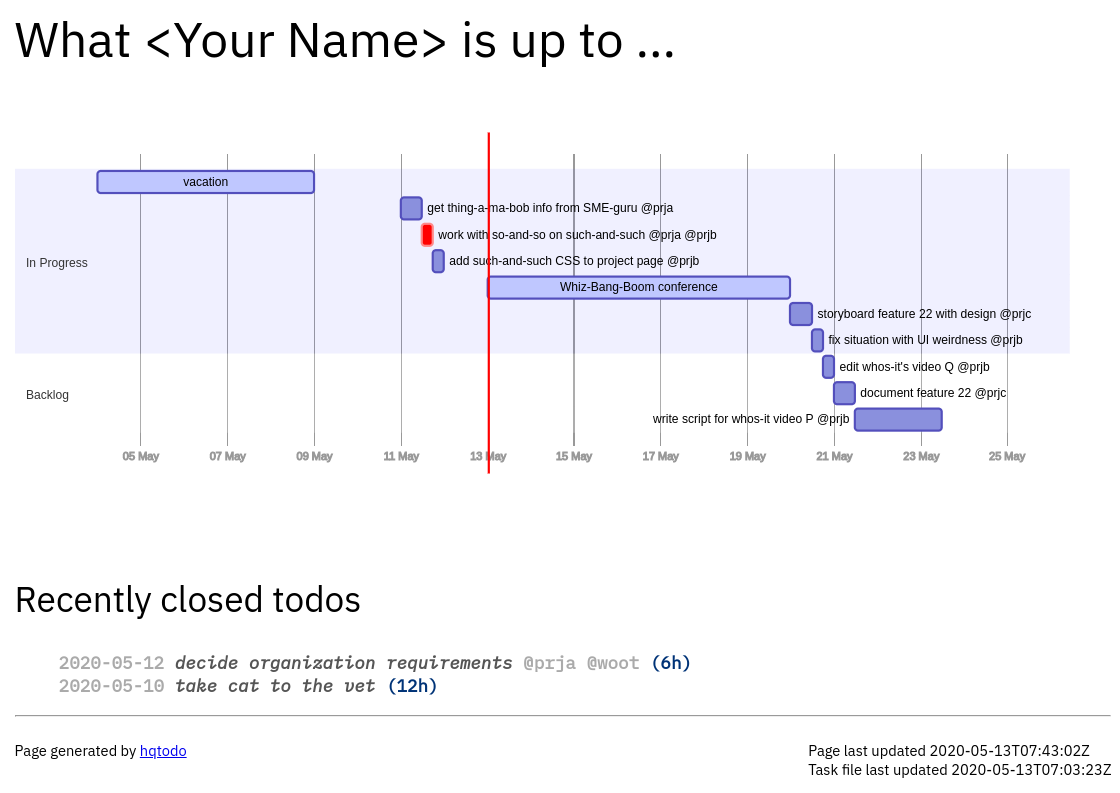 What <Your Name> is up to ...
vacation
get thing-a-ma-bob info from SME-guru @prja
work with so-and-so on such-and-such @prja @prjb
In Progress
add such-and-such CSS to project page @prjb
Whiz-Bang-Boom conference
storyboard feature 22 with design @prjc
fix situation with UI weirdness @prjb
edit whos-it's video Q @prjb
Backlog
document feature 22 @prjc
write script for whos-it video P @prjb
05 May 07 May 09 May 11 May 13 May 15 May 17 May 19 May 21 May 23 May 25 May
Recently closed todos
2020-05-12 decide organization requirements @prja @woot (6h)
2020-05-10 take cat to the vet (12h)
Page generated by hqtodo
Page last updated 2020-05-13T07:43:02Z
Task file last updated 2020-05-13T07:03:23Z